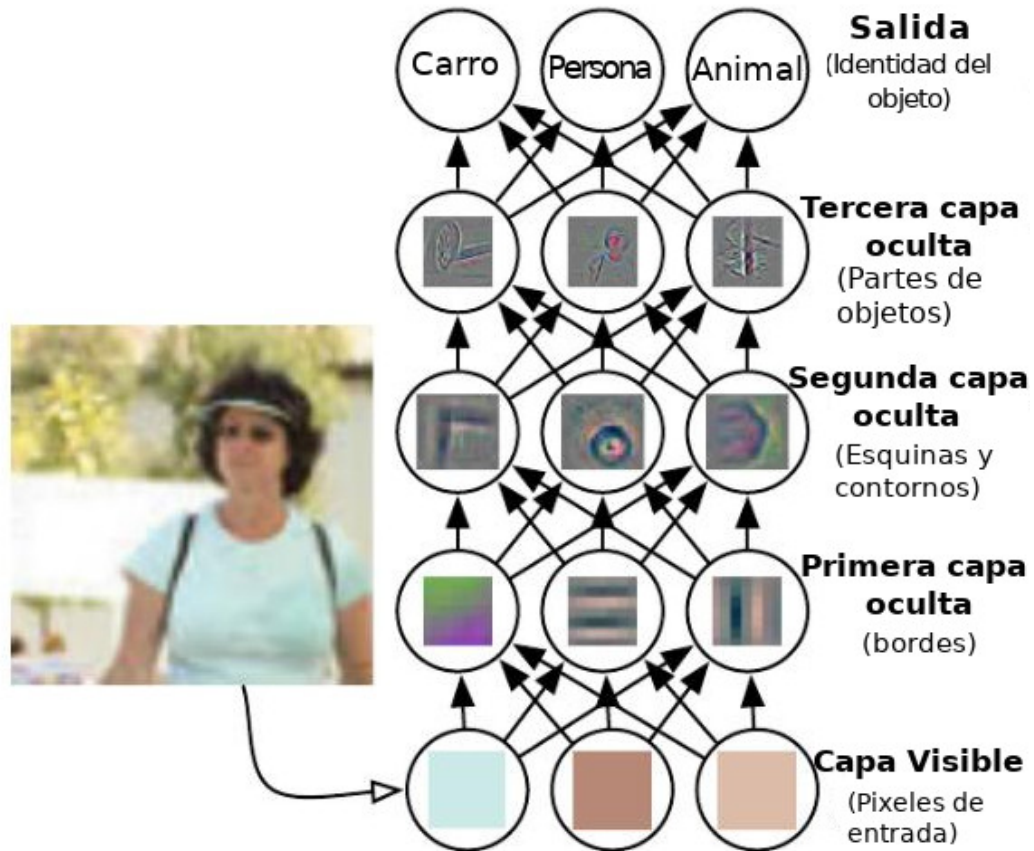 Carro Persona Animal
Salida
(Identidad del
objeto)
Tercera capa
oculta
(Partes de
objetos)
Segunda capa
oculta
(Esquinas y
contornos)
Primera capa
oculta
(bordes)
Capa Visible
(Pixeles de
entrada)